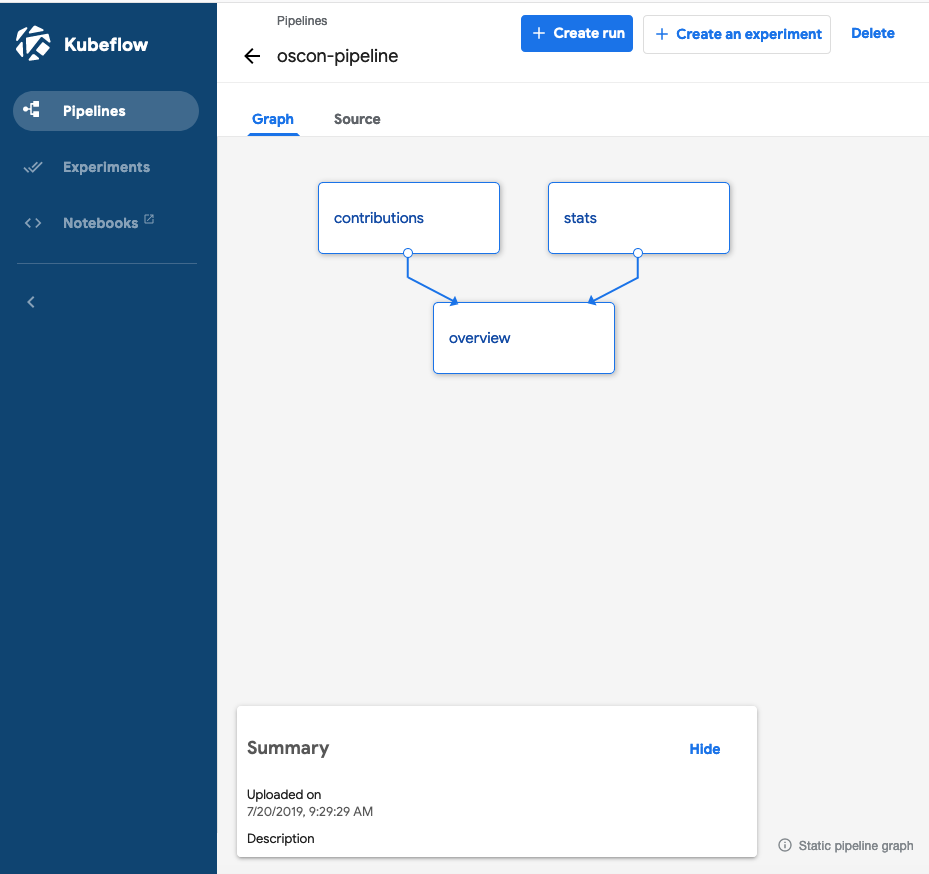 Kubeflow
Pipelines
Experiments
Notebooks
Pipelines
oscon-pipeline
Create run
Create an experiment
Delete
Graph
Source
contributions
stats
overview
Summary
Hide
Uploaded on
7/20/2019, 9:29:29 AM
Description
Static pipeline graph